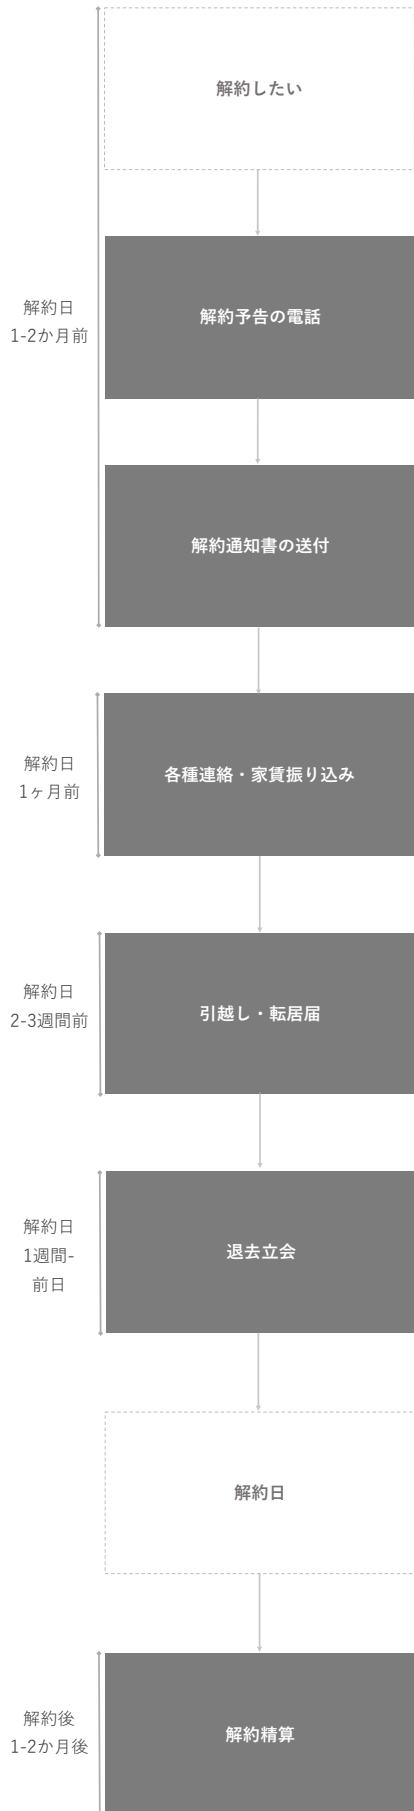 解約したい
解約日
1-2か月前
解約予告の電話
解約通知書の送付
解約日
1ヶ月前
各種連絡・家賃振り込み
解約日
2-3週間前
引越し・転居届
解約日
1週間-
前日
退去立会
解約日
解約後
1-2か月後
解約精算